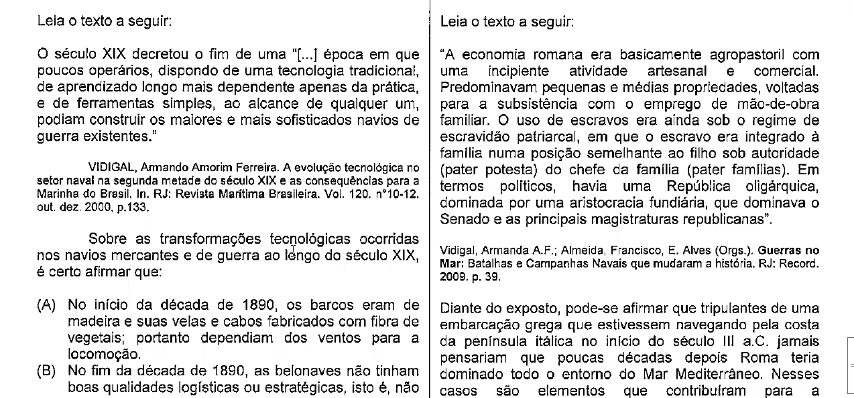 Leia o texto a seguir:
O século XIX decretou o fim de uma "[...] época em que
poucos operários, dispondo de uma tecnologia tradicional,
de aprendizado longo mais dependente apenas da prática,
e de ferramentas simples, ao alcance de qualquer um,
podiam construir os maiores e mais sofisticados navios de
guerra existentes."
VIDIGAL, Armando Amorim Ferreira. A evolução tecnológica no
setor naval na segunda metade do século XIX e as consequências para a
Marinha do Brasil. In. RJ: Revista Marítima Brasileira. Vol. 120. n°10-12.
out. dez. 2000, p.133.
Sobre as transformações tecnológicas ocorridas
nos navios mercantes e de guerra ao longo do século XIX,
é certo afirmar que:
(A) No início da década de 1890, os barcos eram de
madeira e suas velas e cabos fabricados com fibra de
vegetais; portanto dependiam dos ventos para a
locomoção.
(B) No fim da década de 1890, as belonaves não tinham
boas qualidades logísticas ou estratégicas, isto é, não
Leia o texto a seguir:
"A economia romana era basicamente agropastoril com
uma incipiente atividade artesanal e comercial.
Predominavam pequenas e médias propriedades, voltadas
para a subsistência com o emprego de mão-de-obra
familiar. O uso de escravos era ainda sob o regime de
escravidão patriarcal, em que o escravo era integrado à
família numa posição semelhante ao filho sob autoridade
(pater potesta) do chefe da família (pater famílias). Em
termos políticos, havia uma República oligárquica,
dominada por uma aristocracia fundiária, que dominava o
Senado e as principais magistraturas republicanas".
Vidigal, Armanda A.F.; Almeida, Francisco, E. Alves (Orgs.). Guerras no
Mar: Batalhas e Campanhas Navais que mudaram a história. RJ: Record.
2009. p. 39.
Diante do exposto, pode-se afirmar que tripulantes de uma
embarcação grega que estivessem navegando pela costa
da península itálica no início do século III a.C. jamais
pensariam que poucas décadas depois Roma teria
dominado todo o entorno do Mar Mediterrâneo. Nesses
casos são elementos que contribuíram para a